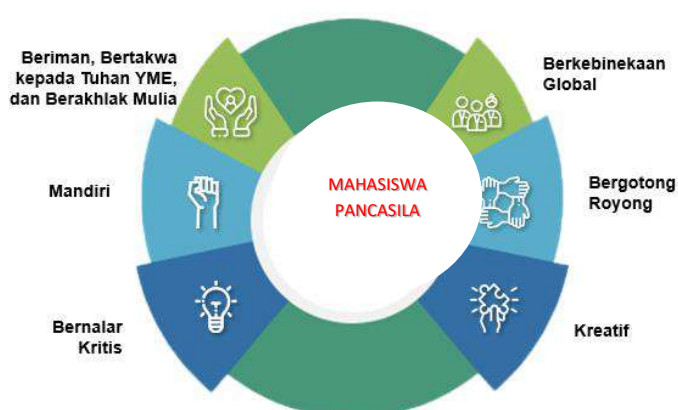 Beriman, Bertakwa
kepada Tuhan YME,
dan Berakhlak Mulia
Berkebinekaan
Global
Mandiri
MAHASISWA
PANCASILA
Bergotong
Royong
Bernalar
Kritis
Kreatif